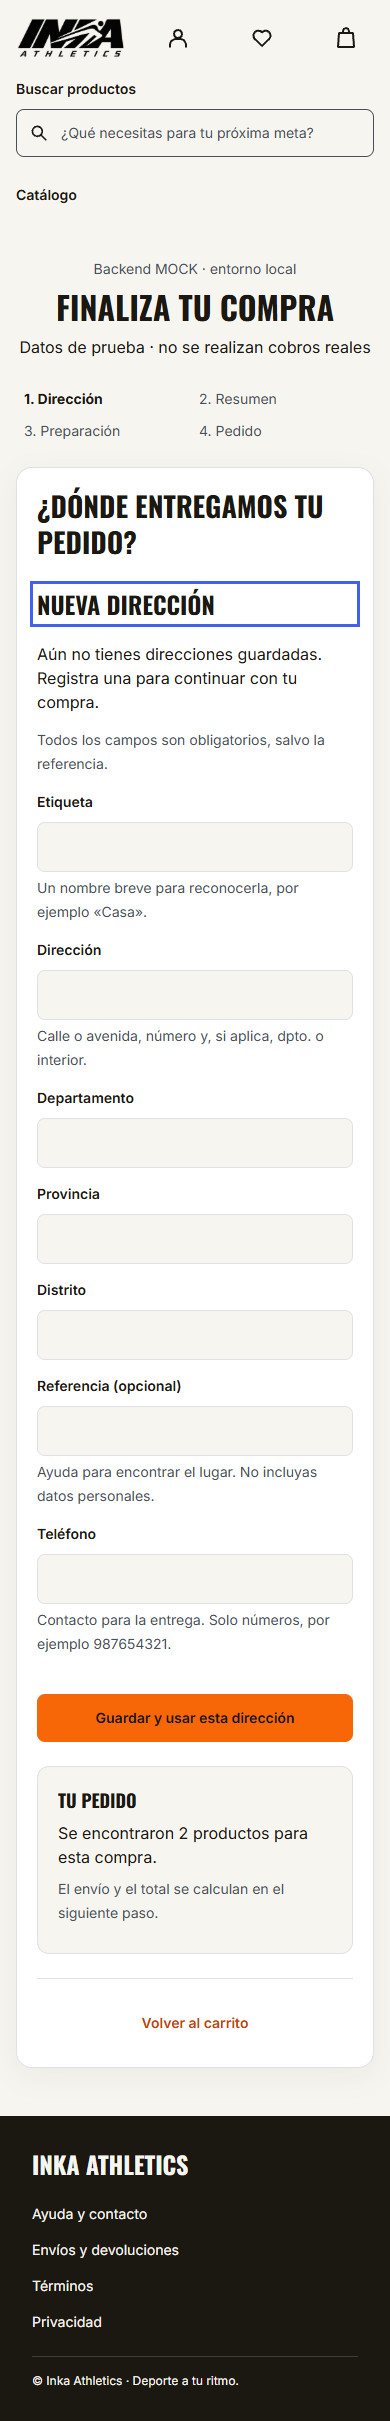 INKA
ATHLETICS
Buscar productos
¿Qué necesitas para tu próxima meta?
Catálogo
Backend MOCK · entorno local
FINALIZA TU COMPRA
Datos de prueba · no se realizan cobros reales
1. Dirección
2. Resumen
3. Preparación
4. Pedido
¿DÓNDE ENTREGAMOS TU
PEDIDO?
NUEVA DIRECCIÓN
Aún no tienes direcciones guardadas.
Registra una para continuar con tu
compra.
Todos los campos son obligatorios, salvo la
referencia.
Etiqueta
Un nombre breve para reconocerla, por
ejemplo «Casa».
Dirección
Calle o avenida, número y, si aplica, dpto. o
interior.
Departamento
Provincia
Distrito
Referencia (opcional)
Ayuda para encontrar el lugar. No incluyas
datos personales.
Teléfono
Contacto para la entrega. Solo números, por
ejemplo 987654321.
Guardar y usar esta dirección
TU PEDIDO
Se encontraron 2 productos para
esta compra.
El envío y el total se calculan en el
siguiente paso.
Volver al carrito
INKA ATHLETICS
Ayuda y contacto
Envíos y devoluciones
Términos
Privacidad
© Inka Athletics · Deporte a tu ritmo.